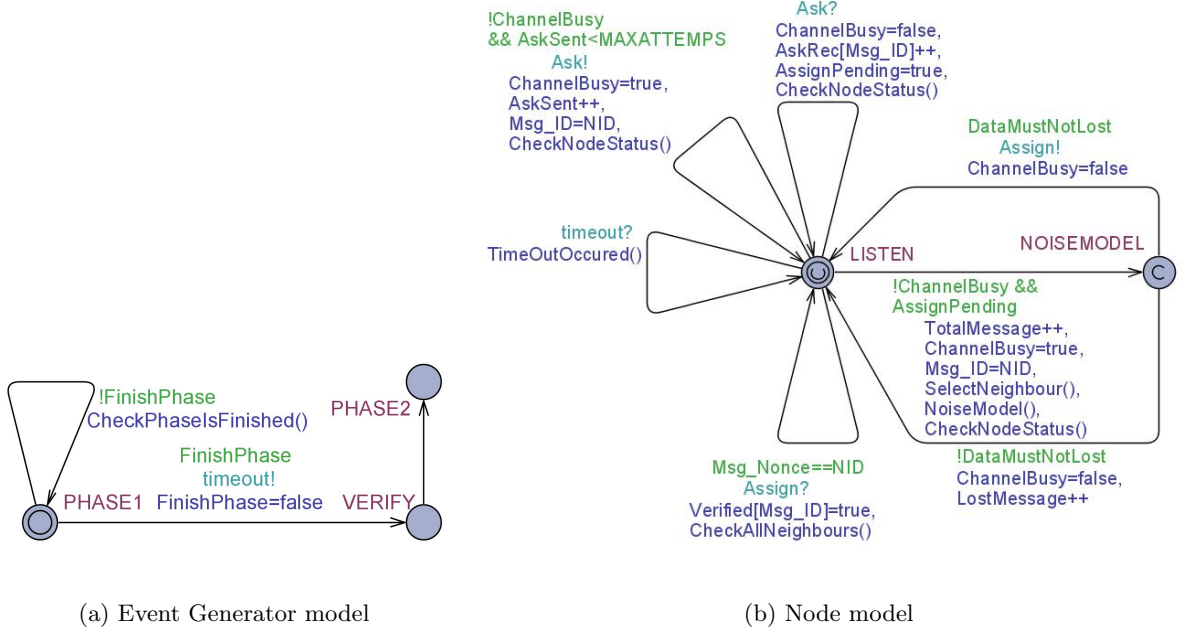 !ChannelBusy
&& AskSent<MAXATTEMPS
Ask!
ChannelBusy=true,
AskSent++,
Msg_ID=NID,
CheckNodeStatus()
Ask?
ChannelBusy=false,
AskRec[Msg_ID]++,
AssignPending=true,
CheckNodeStatus()
DataMustNotLost
Assign!
ChannelBusy=false
timeout?
TimeOutOccured()
LISTEN
NOISEMODEL
C
!ChannelBusy &&
AssignPending
TotalMessage++,
ChannelBusy=true,
Msg_ID=NID,
SelectNeighbour(),
NoiseModel(),
CheckNodeStatus()
!DataMustNotLost
ChannelBusy=false,
LostMessage++
Msg_Nonce==NID
Assign?
Verified[Msg_ID]=true,
CheckAllNeighbours()
!FinishPhase
CheckPhaseIsFinished()
PHASE2
FinishPhase
timeout!
FinishPhase=false
PHASE1
VERIFY
(a) Event Generator model
(b) Node model